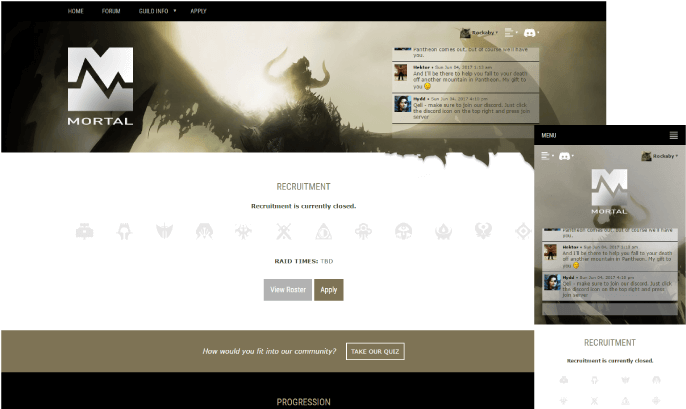 HOME FORUM GUILD INFO APPLY
Rockaby
Pantheon comes out, but of course we'll have
you.
Hektor • Sun Jun 04, 2017 1:13 am
And I'll be there to help you fall to your death
off another mountain in Pantheon. My gift to
you
Hydd • Sun Jun 04, 2017 4:10 pm
Qell - make sure to join our discord. Just click
the discord icon on the top right and press join
server
MORTAL
RECRUITMENT
Recruitment is currently closed.
RAID TIMES: TBD
View Roster Apply
How would you fit into our community? TAKE OUR QUIZ
PROGRESSION
MENU
Rockaby
MORTAL
Pantheon comes out, but of course we'll have
you.
Hektor • Sun Jun 04, 2017 1:13 am
And I'll be there to help you fall to your death
off another mountain in Pantheon. My gift to
you
Hydd • Sun Jun 04, 2017 4:10 pm
Qell - make sure to join our discord. Just click
the discord icon on the top right and press
join server
RECRUITMENT
Recruitment is currently closed.